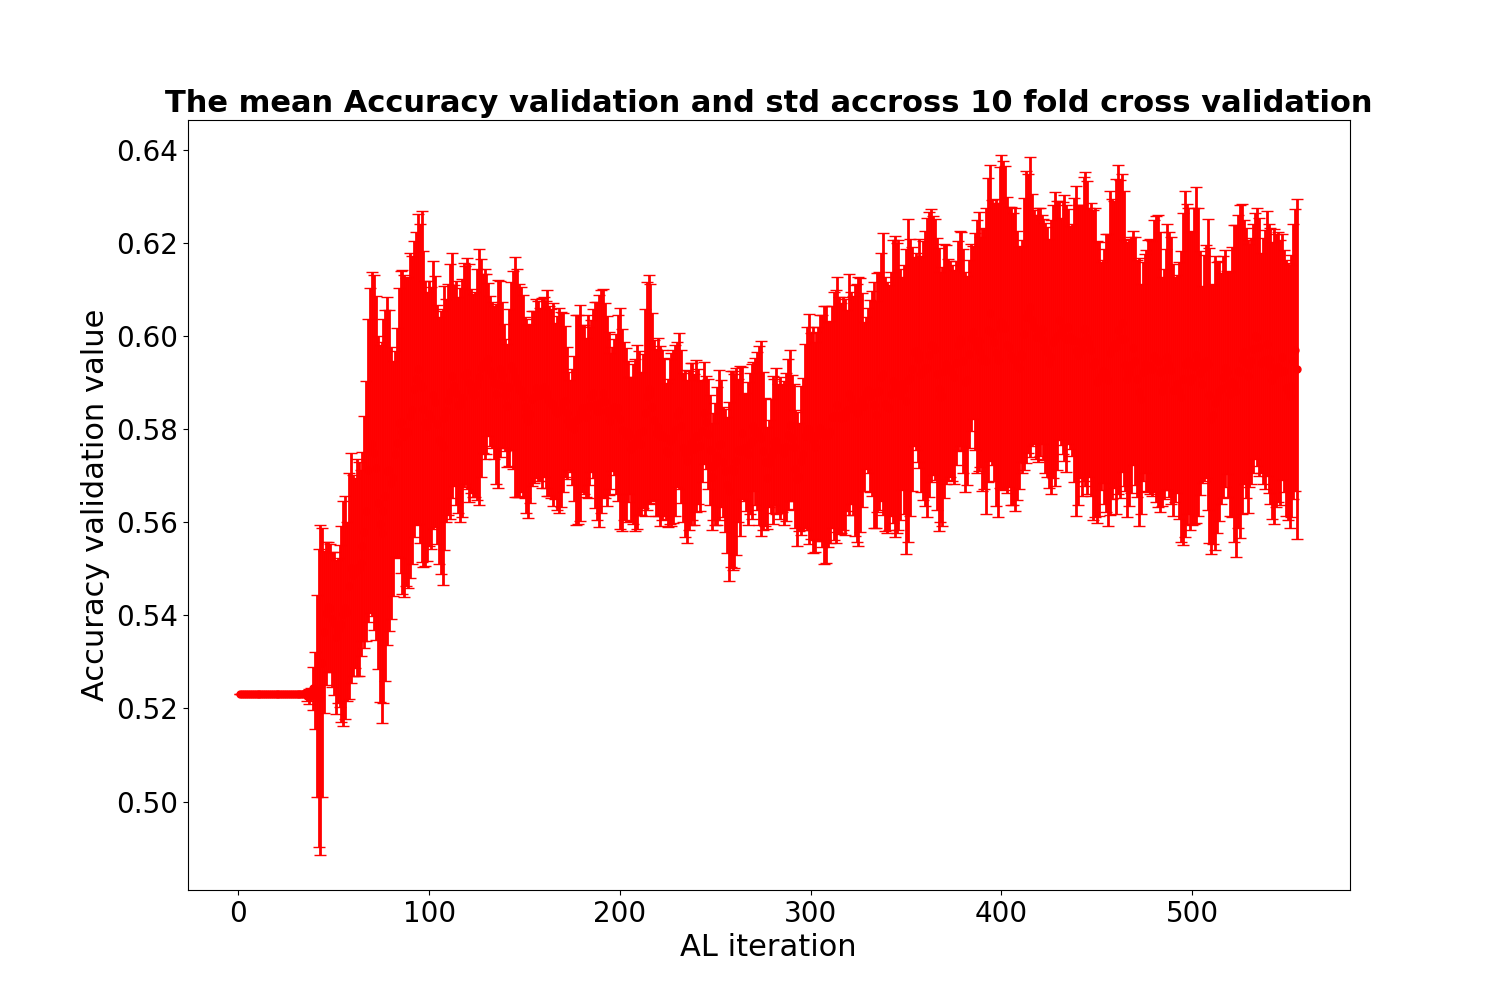 The mean Accuracy validation and std accross 10 fold cross validation
0.64
0.62
0.60
0.58
0.56
0.54
0.52
0.50
Accuracy validation value
0 100 200 300 400 500
AL iteration